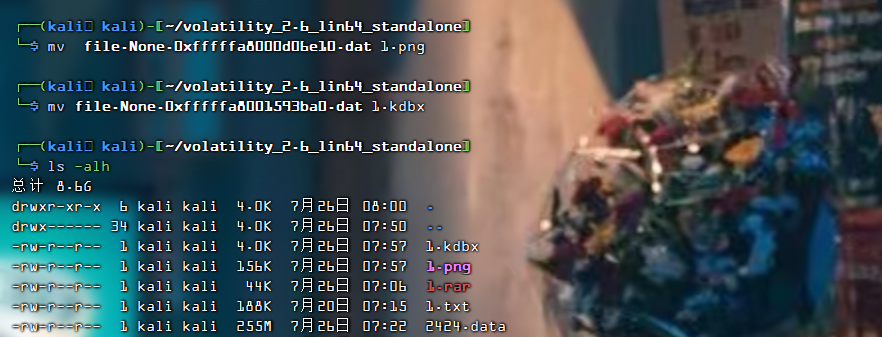 ┌──(kali㉿ kali)-[~/volatility_2.6_lin64_standalone]
└─$ mv  file.None.0xfffffa8000d06e10.dat 1.png
┌──(kali㉿ kali)-[~/volatility_2.6_lin64_standalone]
└─$ mv file.None.0xfffffa8001593ba0.dat 1.kdbx
┌──(kali㉿ kali)-[~/volatility_2.6_lin64_standalone]
└─$ ls -alh
总计 8.6G
drwxr-xr-x  6 kali kali  4.0K  7月26日 08:00  .
drwx------ 34 kali kali  4.0K  7月26日 07:50  ..
-rw-r--r--  1 kali kali  4.0K  7月26日 07:57  1.kdbx
-rw-r--r--  1 kali kali  156K  7月26日 07:57  1.png
-rw-r--r--  1 kali kali   44K  7月26日 07:06  1.rar
-rw-r--r--  1 kali kali  188K  7月20日 07:15  1.txt
-rw-r--r--  1 kali kali  255M  7月26日 07:22  2424.data